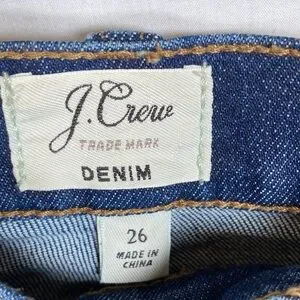 J.Crew
TRADE MARK
DENIM
26
MADE IN
CHINA